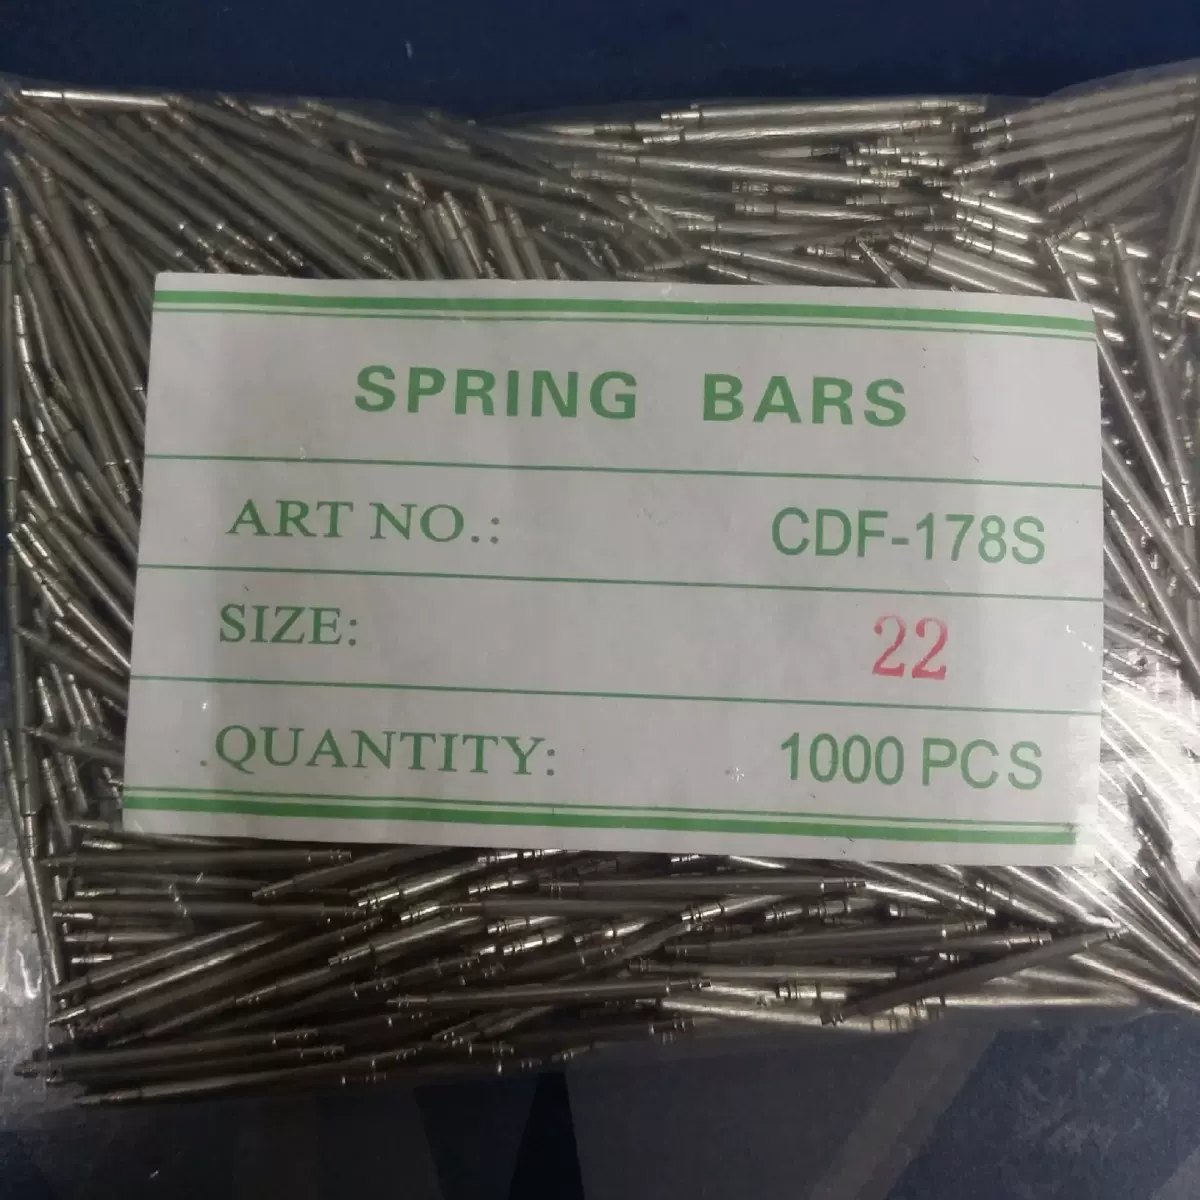 SPRING BARS
ART NO.: CDF-178S
SIZE: 22
QUANTITY: 1000 PCS